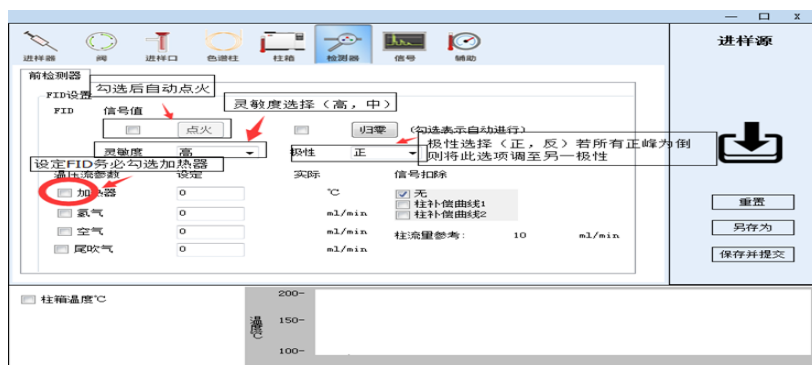 进样源
进样器 阀 进样口 色谱柱 柱箱 检测器 信号 辅助
前检测器
FID设置
勾选后自动点火
灵敏度选择（高，中）
FID 信号值
点火 归零 (勾选表示自动进行)
灵敏度 高 极性 正
极性选择（正，反）若所有正峰为倒
则将此选项调至另一极性
设定FID务必勾选加热器
温压流参数 设定 实际 信号扣除
加热器 0 ℃ 无
柱补偿曲线1
氢气 0 ml/min 柱补偿曲线2
空气 0 ml/min 柱流量参考: 10 ml/min
尾吹气 0 ml/min
重置
另存为
保存并提交
柱箱温度℃
温度℃
200-
150-
100-